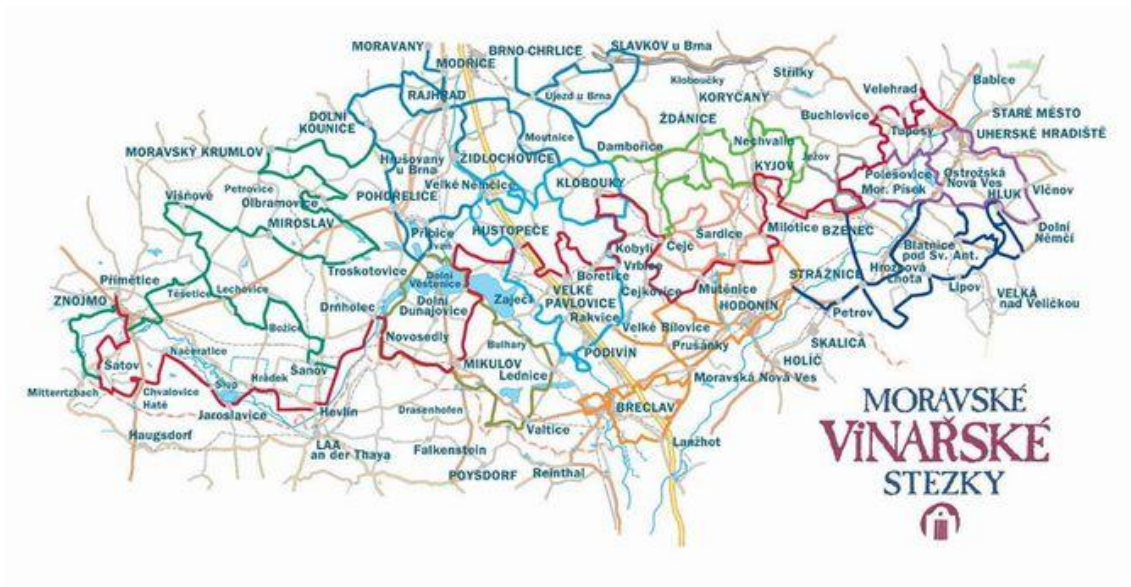 MORAVANY
BRNO-CHRLICE
SLAVKOV u Brna
MODŘICE
Střílky
Kloboučky
Babice
Velehrad
RAJHRAD
Újezd u Brna
KORYČANY
Buchlovice
STARÉ MĚSTO
DOLNÍ
KOUNICE
ŽDÁNICE
Tupesy
UHERSKÉ HRADIŠTĚ
Moutnice
Nechvalín
Dambořice
MORAVSKÝ KRUMLOV
Hrušovany
u Brna
ŽIDLOCHOVICE
KYJOV
Ježov
Polešovice
Ostrožská
Nová Ves
Petrovice
Velké Němčice
KLOBOUKY
Mor. Písek
HLUK
Vlčnov
Višňové
Olbramovice
POHOŘELICE
MIROSLAV
Přibice
HUSTOPEČE
Šardice
Milotice
BZENEC
Dolní
Němčí
Ivaň
Kobylí
Čejč
Blatnice
pod Sv. Ant.
Troskotovice
Dolní
Věstonice
Bořetice
Vrbice
STRÁŽNICE
Hroznová
Lhota
Přímětice
Těšetice
Lechovice
Zaječí
VELKÉ
PAVLOVICE
Čejkovice
Mutěnice
Lipov
VELKÁ
nad Veličkou
ZNOJMO
Drnholec
Dolní
Dunajovice
HODONÍN
Petrov
Božice
Rakvice
Velké Bílovice
Novosedly
Bulhary
Prušánky
SKALICA
Načeratice
PODIVÍN
HOLÍČ
Šatov
Hrádek
Šanov
MIKULOV
Lednice
Moravská Nová Ves
Mitterrtzbach
Chvalovice
Haté
Slup
Jaroslavice
Hevlín
Drasenhofen
BŘECLAV
Haugsdorf
Valtice
Lanžhot
LAA
an der Thaya
Falkenstein
POYSDORF
Reinthal
MORAVSKÉ
ViNAŘSKÉ
STEZKY